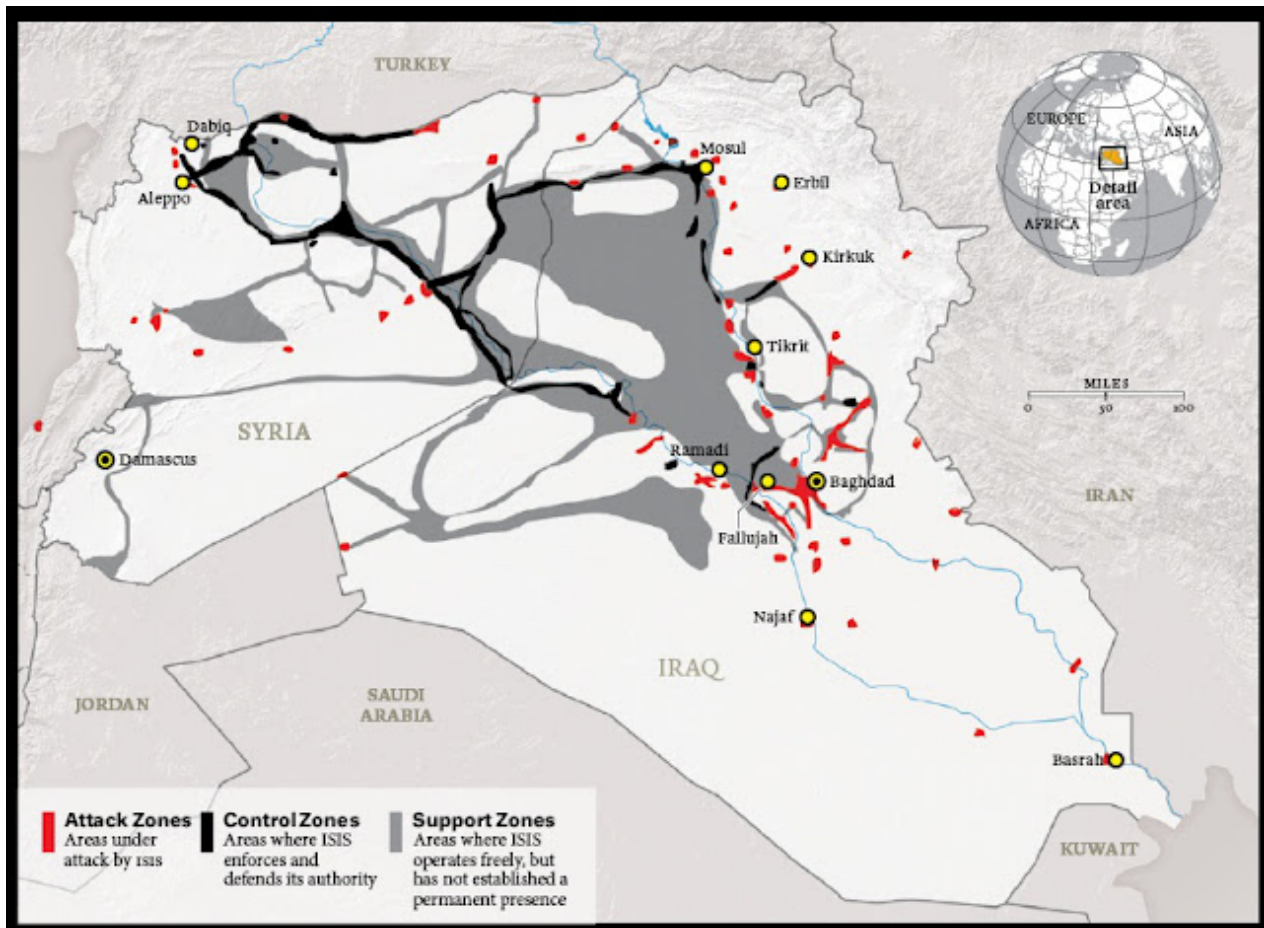 TURKEY
EUROPE
ASIA
Detail
area
AFRICA
Dabiq
Mosul
Aleppo
Erbil
Kirkuk
Tikrit
MILES
0 50 100
SYRIA
Damascus
Ramadi
Baghdad
IRAN
Fallujah
Najaf
IRAQ
JORDAN
SAUDI
ARABIA
Basrah
KUWAIT
Attack Zones
Areas under
attack by ISIS
Control Zones
Areas where ISIS
enforces and
defends its authority
Support Zones
Areas where ISIS
operates freely, but
has not established a
permanent presence